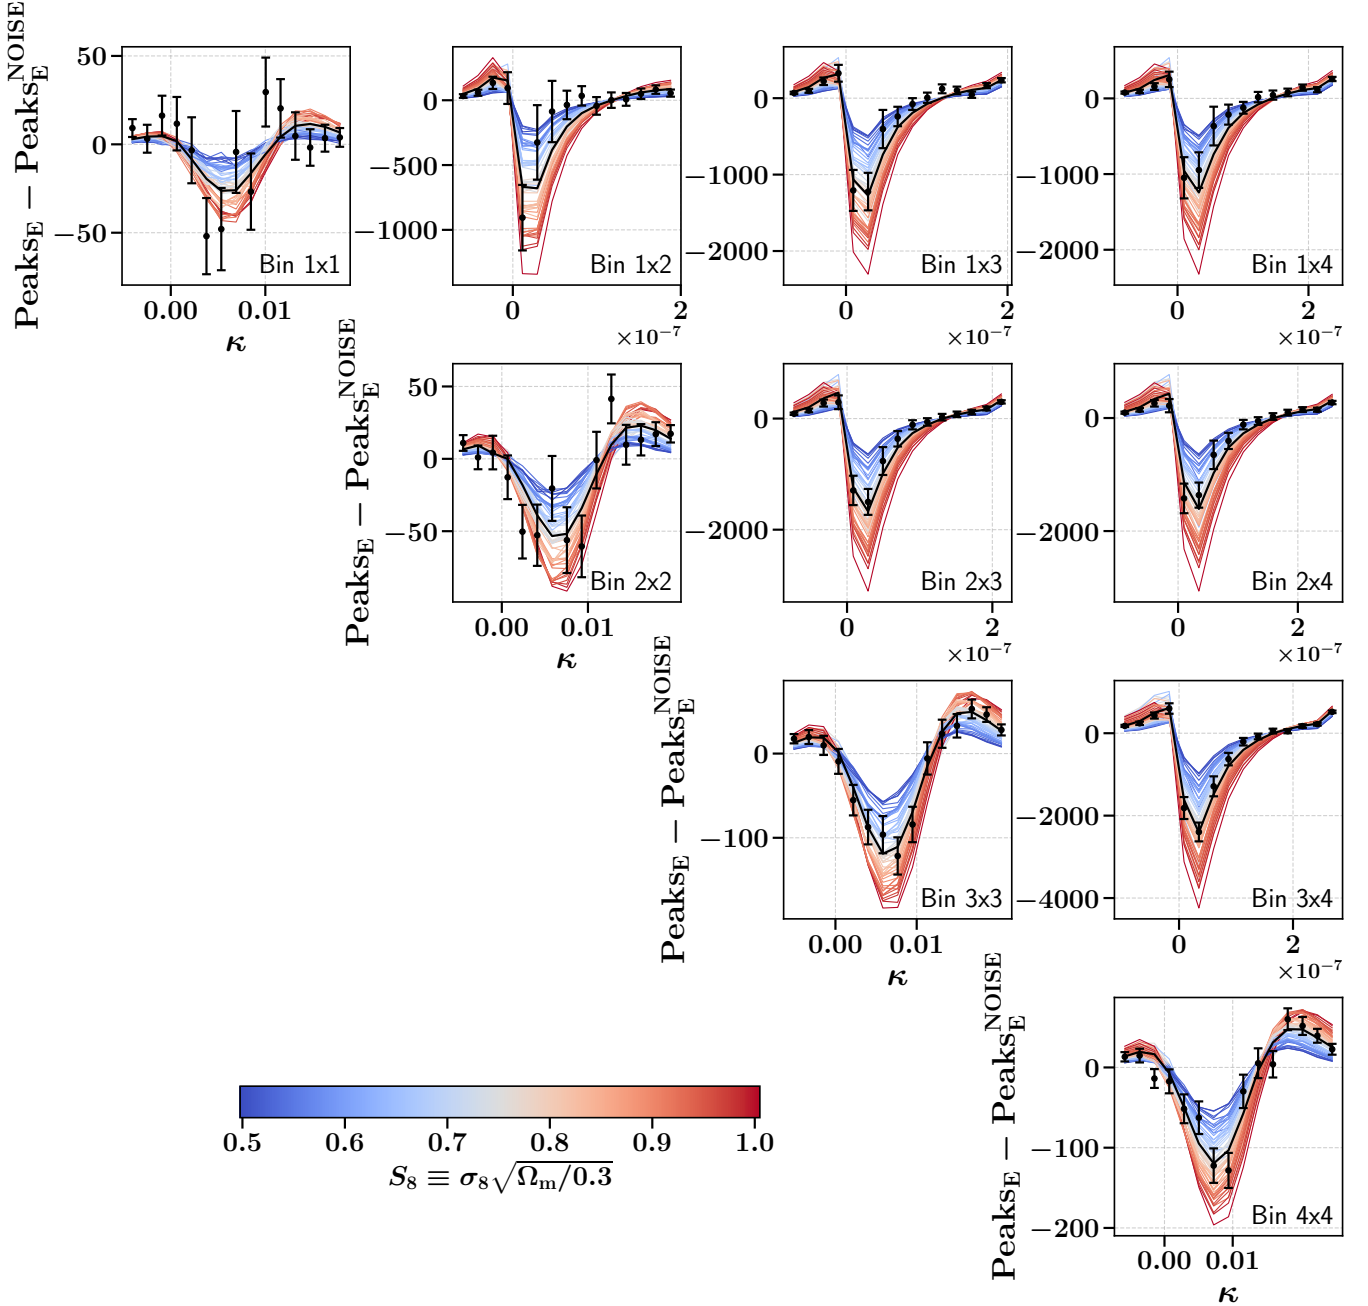 Peaks_E − Peaks_E^NOISE
50
0
−50
Bin 1x1
0.00
0.01
κ
0
−500
−1000
Bin 1x2
0
2
×10⁻⁷
0
−1000
−2000
Bin 1x3
0
2
×10⁻⁷
0
−1000
−2000
Bin 1x4
0
2
×10⁻⁷
Peaks_E − Peaks_E^NOISE
50
0
−50
Bin 2x2
0.00
0.01
κ
0
−2000
Bin 2x3
0
2
×10⁻⁷
0
−2000
Bin 2x4
0
2
×10⁻⁷
Peaks_E − Peaks_E^NOISE
0
−100
Bin 3x3
0.00
0.01
κ
0
−2000
−4000
Bin 3x4
0
2
×10⁻⁷
Peaks_E − Peaks_E^NOISE
0
−100
−200
Bin 4x4
0.00
0.01
κ
0.5 0.6 0.7 0.8 0.9 1.0
S₈ ≡ σ₈√(Ω_m/0.3)